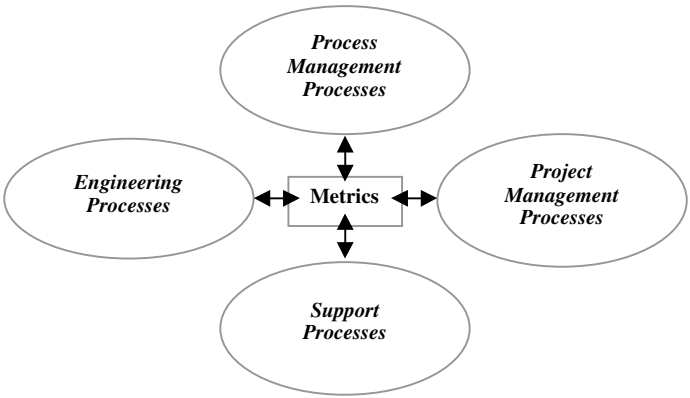 Process
Management
Processes
Engineering
Processes
Metrics
Project
Management
Processes
Support
Processes